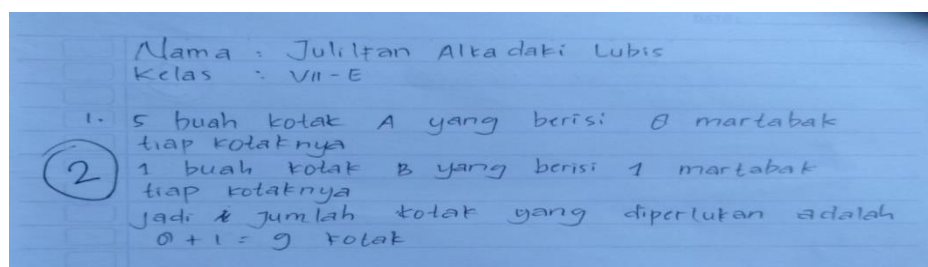 Nama : Julilfan Alkadaki Lubis
Kelas : VII - E
1. 5 buah kotak A yang berisi 8 martabak
tiap kotaknya
2 1 buah kotak B yang berisi 1 martabak
tiap kotaknya
Jadi Jumlah kotak yang diperlukan adalah
8 + 1 = 9 kotak